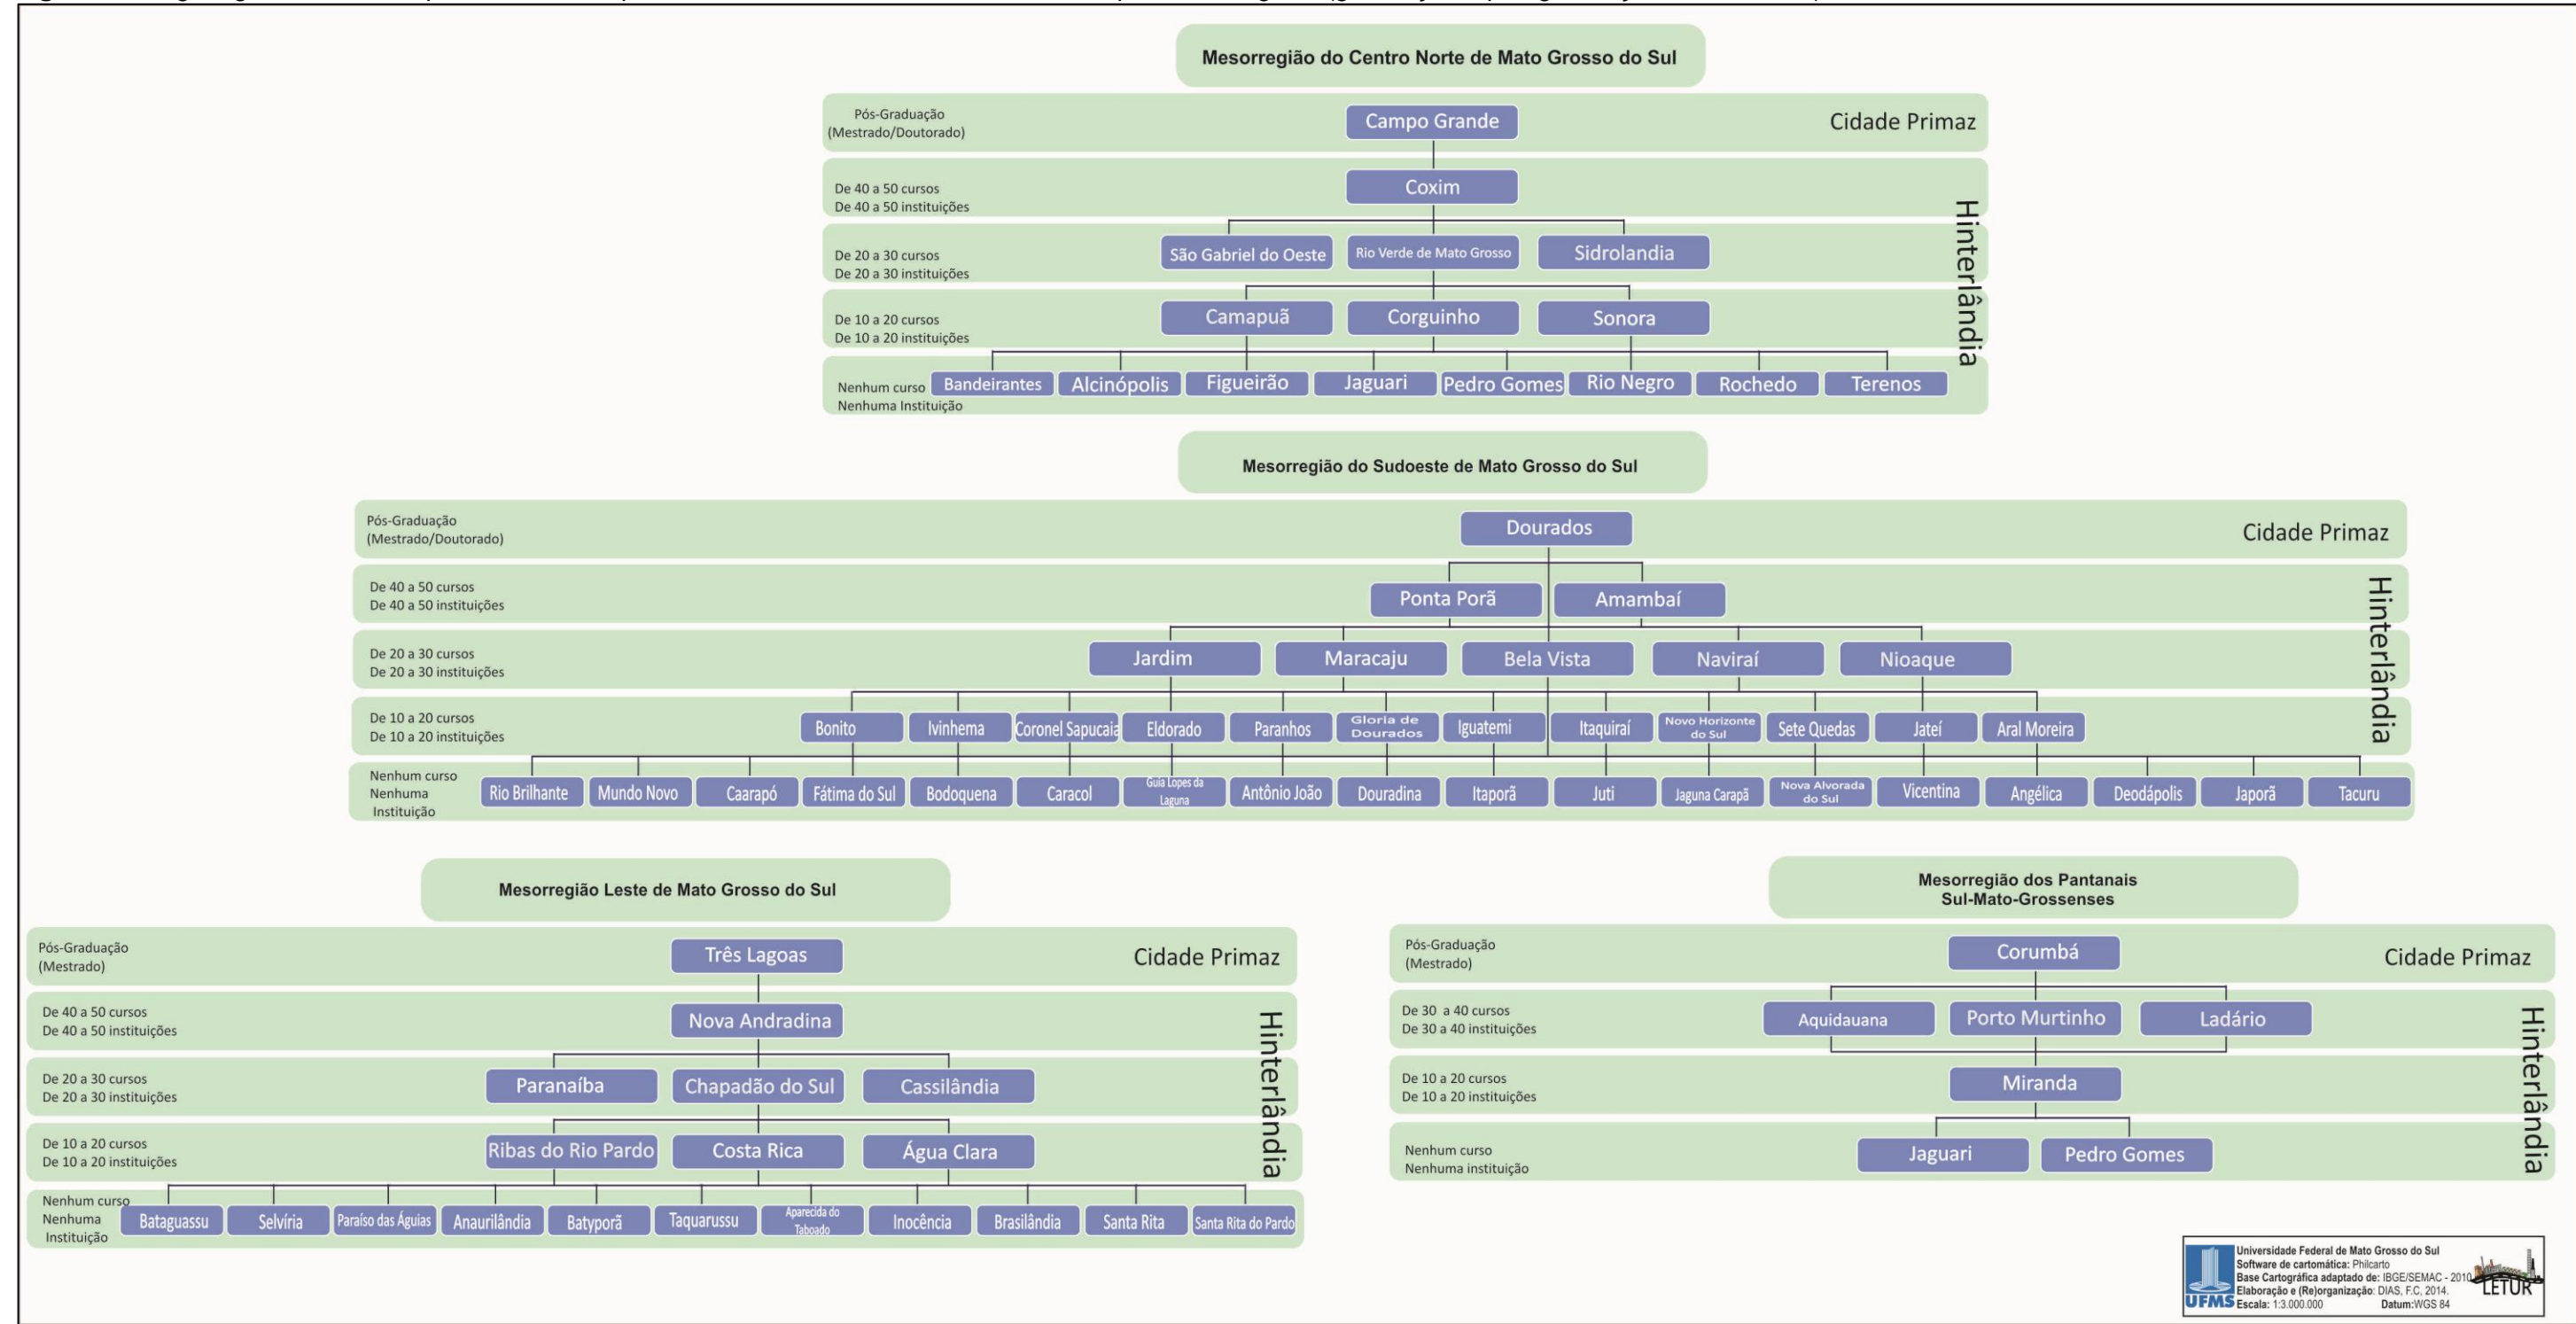 Mesorregião do Centro Norte de Mato Grosso do Sul
Pós-Graduação
(Mestrado/Doutorado)
Campo Grande
Cidade Primaz
De 40 a 50 cursos
De 40 a 50 instituições
Coxim
Hinterlândia
De 20 a 30 cursos
De 20 a 30 instituições
São Gabriel do Oeste
Rio Verde de Mato Grosso
Sidrolandia
De 10 a 20 cursos
De 10 a 20 instituições
Camapuã
Corguinho
Sonora
Nenhum curso
Nenhuma Instituição
Bandeirantes
Alcinópolis
Figueirão
Jaguari
Pedro Gomes
Rio Negro
Rochedo
Terenos
Mesorregião do Sudoeste de Mato Grosso do Sul
Pós-Graduação
(Mestrado/Doutorado)
Dourados
Cidade Primaz
De 40 a 50 cursos
De 40 a 50 instituições
Ponta Porã
Amambaí
Hinterlândia
De 20 a 30 cursos
De 20 a 30 instituições
Jardim
Maracaju
Bela Vista
Naviraí
Nioaque
De 10 a 20 cursos
De 10 a 20 instituições
Bonito
Ivinhema
Coronel Sapucaia
Eldorado
Paranhos
Gloria de
Dourados
Iguatemi
Itaquiraí
Novo Horizonte
do Sul
Sete Quedas
Jateí
Aral Moreira
Nenhum curso
Nenhuma
Instituição
Rio Brilhante
Mundo Novo
Caarapó
Fátima do Sul
Bodoquena
Caracol
Guia Lopes da
Laguna
Antônio João
Douradina
Itaporã
Juti
Jaguna Carapã
Nova Alvorada
do Sul
Vicentina
Angélica
Deodápolis
Japorã
Tacuru
Mesorregião Leste de Mato Grosso do Sul
Pós-Graduação
(Mestrado)
Três Lagoas
Cidade Primaz
De 40 a 50 cursos
De 40 a 50 instituições
Nova Andradina
Hinterlândia
De 20 a 30 cursos
De 20 a 30 instituições
Paranaíba
Chapadão do Sul
Cassilândia
De 10 a 20 cursos
De 10 a 20 instituições
Ribas do Rio Pardo
Costa Rica
Água Clara
Nenhum curso
Nenhuma
Instituição
Bataguassu
Selvíria
Paraíso das Águias
Anaurilândia
Batyporã
Taquarussu
Aparecida do
Taboado
Inocência
Brasilândia
Santa Rita
Santa Rita do Pardo
Mesorregião dos Pantanais
Sul-Mato-Grossenses
Pós-Graduação
(Mestrado)
Corumbá
Cidade Primaz
De 30 a 40 cursos
De 30 a 40 instituições
Aquidauana
Porto Murtinho
Ladário
Hinterlândia
De 10 a 20 cursos
De 10 a 20 instituições
Miranda
Nenhum curso
Nenhuma instituição
Jaguari
Pedro Gomes
UFMS
Universidade Federal de Mato Grosso do Sul
Software de cartomática: Philcarto
Base Cartográfica adaptado de: IBGE/SEMAC - 2010
Elaboração e (Re)organização: DIAS, F.C, 2014.
Escala: 1:3.000.000 Datum:WGS 84
LETUR